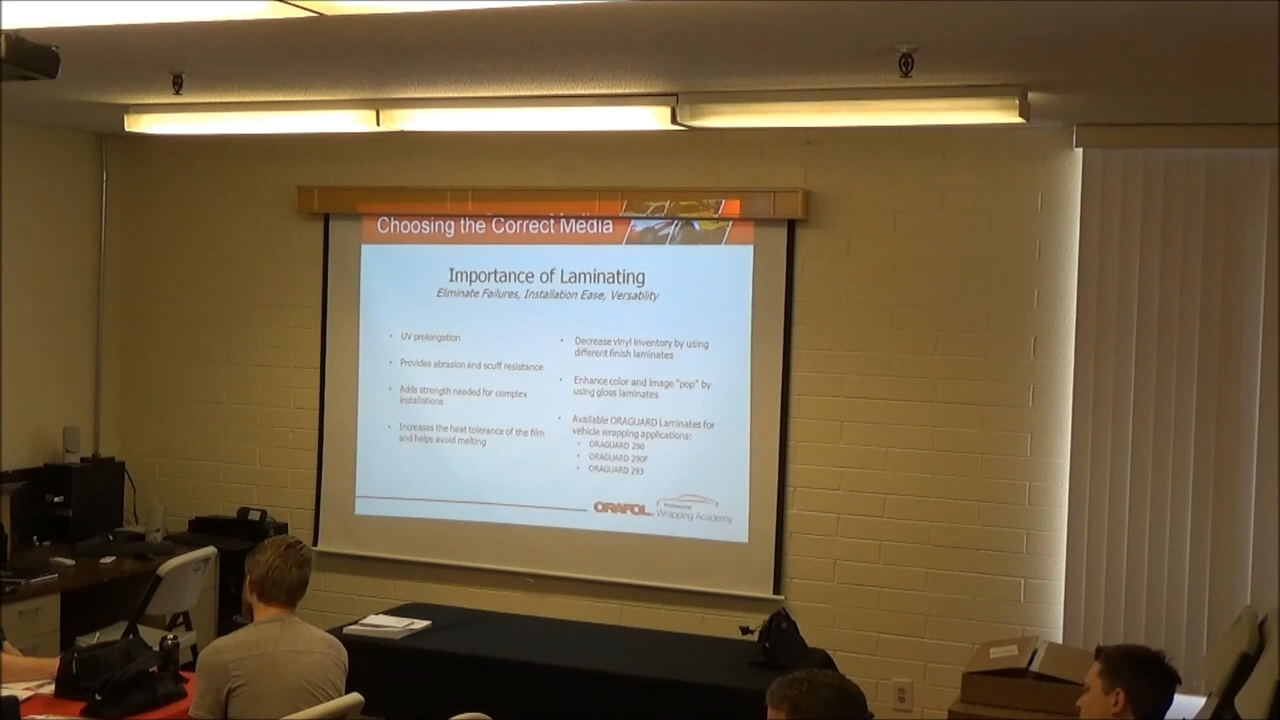 Choosing the Correct Media
Importance of Laminating
Eliminate Failures, Installation Ease, Versability
• UV prolongation
• Provides abrasion and scuff resistance
• Adds strength needed for complex
installations
• Increases the heat tolerance of the film
and helps avoid melting
• Decrease vinyl inventory by using
different finish laminates
• Enhance color and image "pop" by
using gloss laminates
• Available ORAGUARD Laminates for
vehicle wrapping applications:
• ORAGUARD 290
• ORAGUARD 290F
• ORAGUARD 293
ORAFOL
Professional
Wrapping Academy